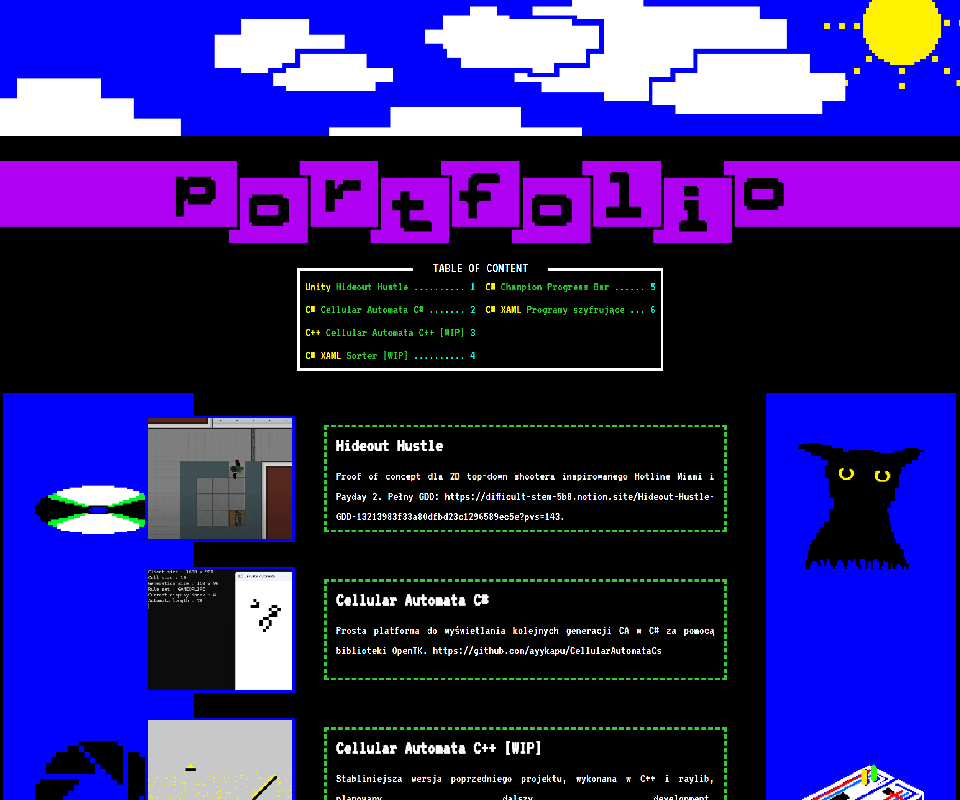 portfolio
TABLE OF CONTENT
Unity Hideout Hustle .......... 1 C# Champion Progress Bar ...... 5
C# Cellular Automata C# ....... 2 C# XAML Programy szyfrujące ... 6
C++ Cellular Automata C++ [WIP] 3
C# XAML Sorter [WIP] .......... 4
Hideout Hustle
Proof of concept dla 2D top-down shootera inspirowanego Hotline Miami i
Payday 2. Pełny GDD: https://dificult-stem-5b8.notion.site/Hideout-Hustle-
GDD-13213983f33a80dfbd23c1296589ec5e?pvs=143.
Cellular Automata C#
Prosta platforma do wyświetlania kolejnych generacji CA w C# za pomocą
biblioteki OpenTK. https://github.com/ayykapu/CellularAutomataCs
Cellular Automata C++ [WIP]
Stabilniejsza wersja poprzedniego projektu, wykonana w C++ i raylib,
planowany dalszy development.